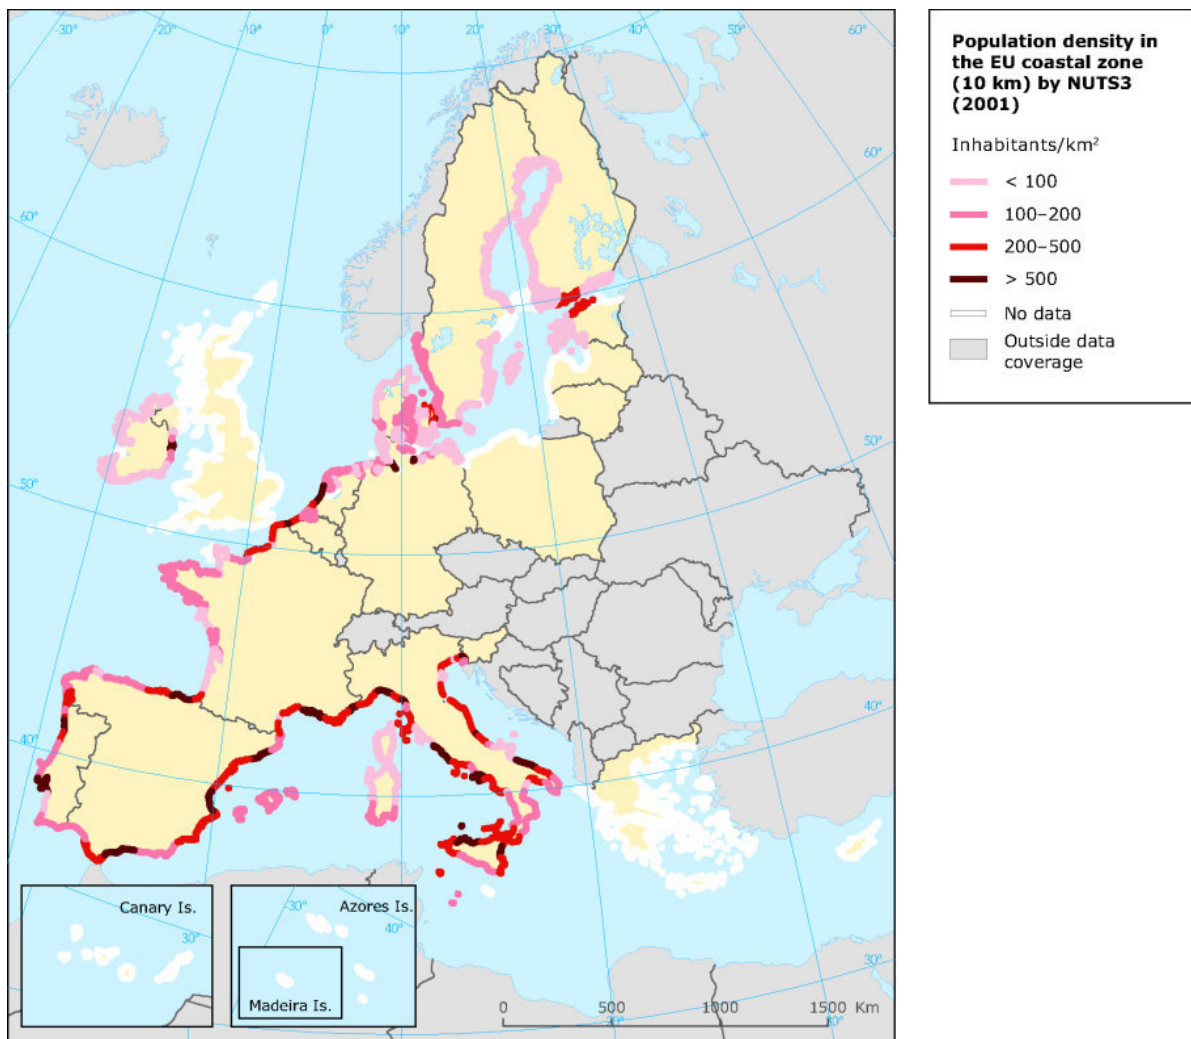 -30°
-20°
-10°
0°
10°
20°
30°
40°
50°
60°
60°
60°
50°
50°
40°
40°
Canary Is.
30°
-30°
Azores Is.
40°
Madeira Is.
30°
0 500 1000 1500 Km
Population density in
the EU coastal zone
(10 km) by NUTS3
(2001)
Inhabitants/km²
< 100
100–200
200–500
> 500
No data
Outside data
coverage